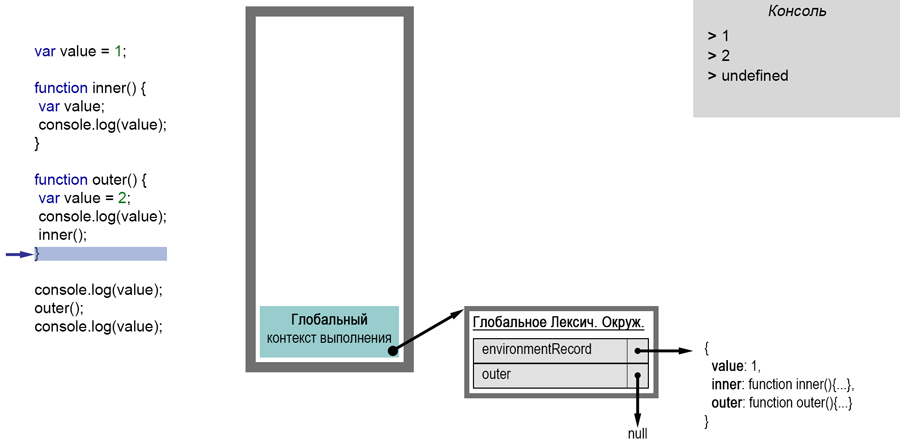 var value = 1;
function inner() {
var value;
console.log(value);
}
function outer() {
var value = 2;
console.log(value);
inner();
}
console.log(value);
outer();
console.log(value);
Глобальный
контекст выполнения
Консоль
> 1
> 2
> undefined
Глобальное Лексич. Окруж.
environmentRecord
outer
null
{
value: 1,
inner: function inner(){...},
outer: function outer(){...}
}